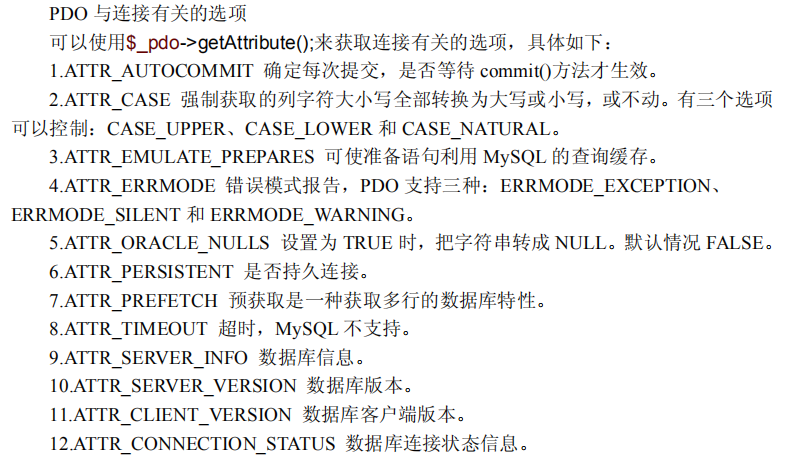 PDO 与连接有关的选项
可以使用$_pdo->getAttribute();来获取连接有关的选项，具体如下：
1.ATTR_AUTOCOMMIT 确定每次提交，是否等待 commit()方法才生效。
2.ATTR_CASE 强制获取的列字符大小写全部转换为大写或小写，或不动。有三个选项
可以控制：CASE_UPPER、CASE_LOWER 和 CASE_NATURAL。
3.ATTR_EMULATE_PREPARES 可使准备语句利用 MySQL 的查询缓存。
4.ATTR_ERRMODE 错误模式报告，PDO 支持三种：ERRMODE_EXCEPTION、
ERRMODE_SILENT 和 ERRMODE_WARNING。
5.ATTR_ORACLE_NULLS 设置为 TRUE 时，把字符串转成 NULL。默认情况 FALSE。
6.ATTR_PERSISTENT 是否持久连接。
7.ATTR_PREFETCH 预获取是一种获取多行的数据库特性。
8.ATTR_TIMEOUT 超时，MySQL 不支持。
9.ATTR_SERVER_INFO 数据库信息。
10.ATTR_SERVER_VERSION 数据库版本。
11.ATTR_CLIENT_VERSION 数据库客户端版本。
12.ATTR_CONNECTION_STATUS 数据库连接状态信息。